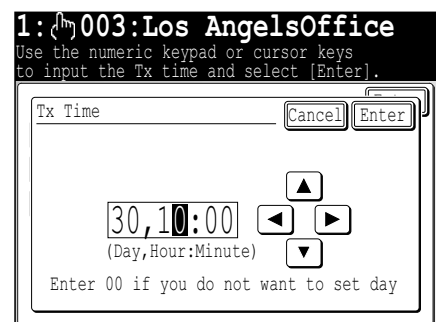 1:003:Los AngelsOffice
Use the numeric keypad or cursor keys
to input the Tx time and select [Enter].
Tx Time
Cancel
Enter
30,10:00
(Day,Hour:Minute)
Enter 00 if you do not want to set day